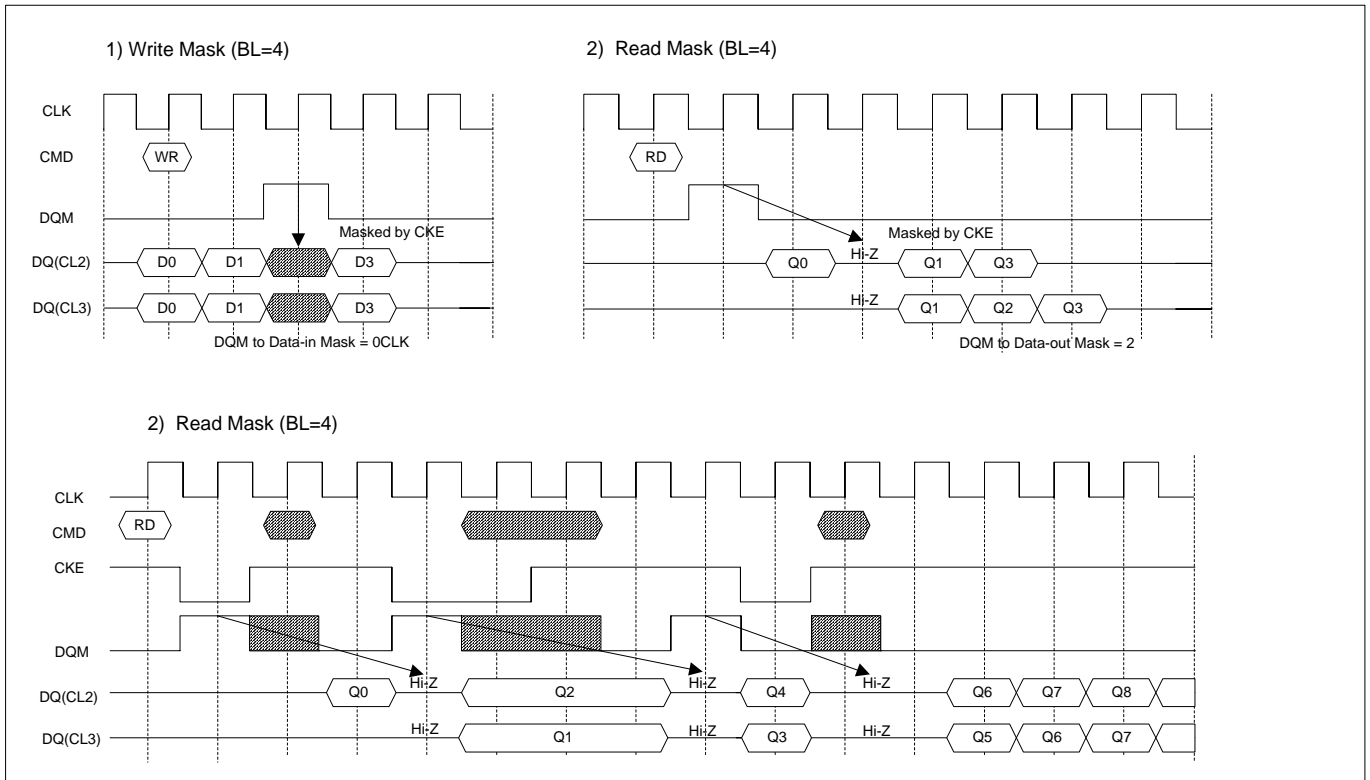 1) Write Mask (BL=4)
2) Read Mask (BL=4)
CLK
CMD
WR
RD
DQM
Masked by CKE
Masked by CKE
DQ(CL2)
D0
D1
D3
Q0
Hi-Z
Q1
Q3
DQ(CL3)
D0
D1
D3
Hi-Z
Q1
Q2
Q3
DQM to Data-in Mask = 0CLK
DQM to Data-out Mask = 2
2) Read Mask (BL=4)
CLK
CMD
RD
CKE
DQM
DQ(CL2)
Q0
Hi-Z
Q2
Hi-Z
Q4
Hi-Z
Q6
Q7
Q8
DQ(CL3)
Hi-Z
Q1
Hi-Z
Q3
Hi-Z
Q5
Q6
Q7